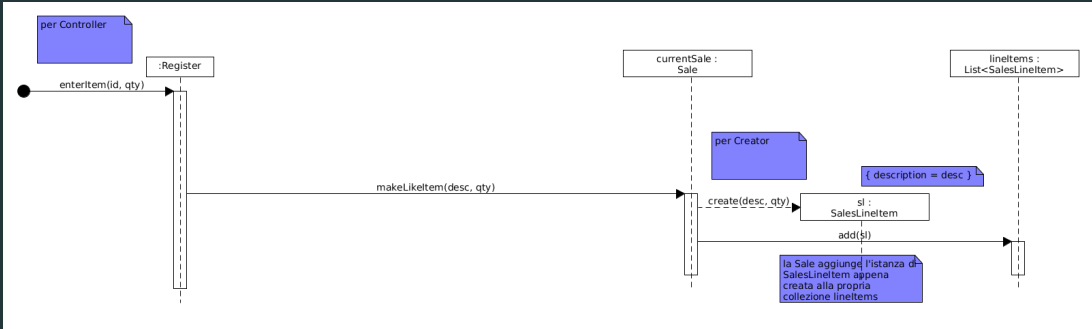 per Controller
:Register
currentSale :
Sale
lineItems :
List<SalesLineItem>
enterItem(id, qty)
per Creator
{ description = desc }
makeLikeItem(desc, qty)
create(desc, qty)
sl :
SalesLineItem
add(sl)
la Sale aggiunge l'istanza di
SalesLineItem appena
creata alla propria
collezione lineItems